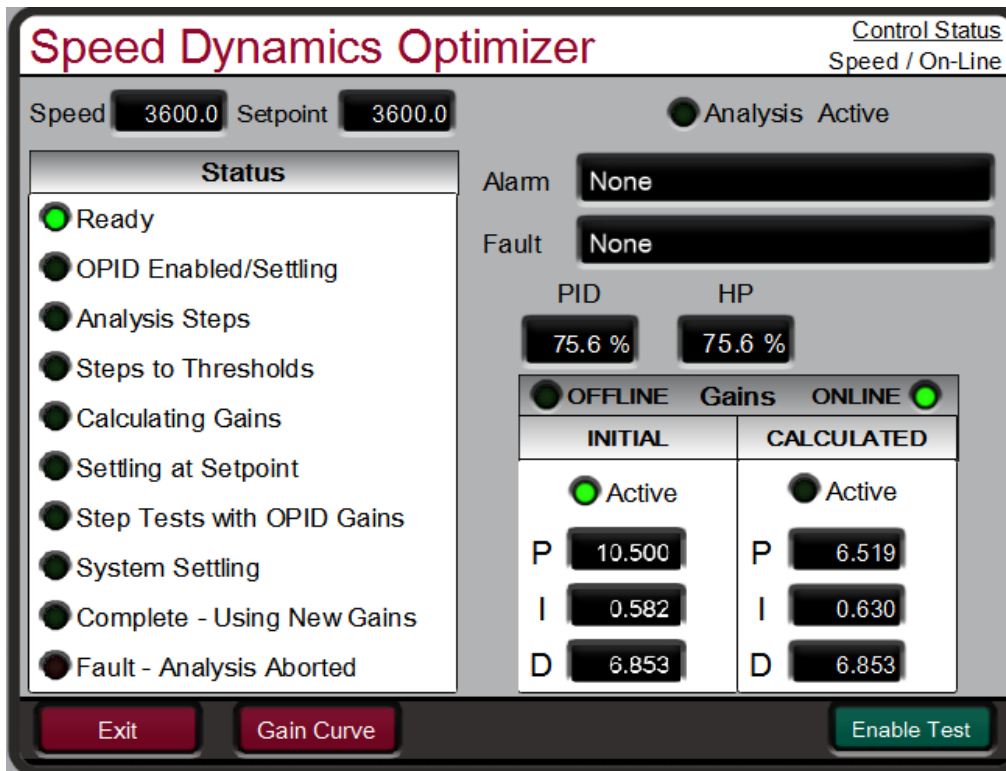 Speed Dynamics Optimizer
Control Status
Speed / On-Line
Speed 3600.0 Setpoint 3600.0
Analysis Active
Status
Ready
OPID Enabled/Settling
Analysis Steps
Steps to Thresholds
Calculating Gains
Settling at Setpoint
Step Tests with OPID Gains
System Settling
Complete - Using New Gains
Fault - Analysis Aborted
Alarm None
Fault None
PID HP
75.6 % 75.6 %
OFFLINE Gains ONLINE
INITIAL CALCULATED
Active Active
P 10.500 P 6.519
I 0.582 I 0.630
D 6.853 D 6.853
Exit Gain Curve Enable Test